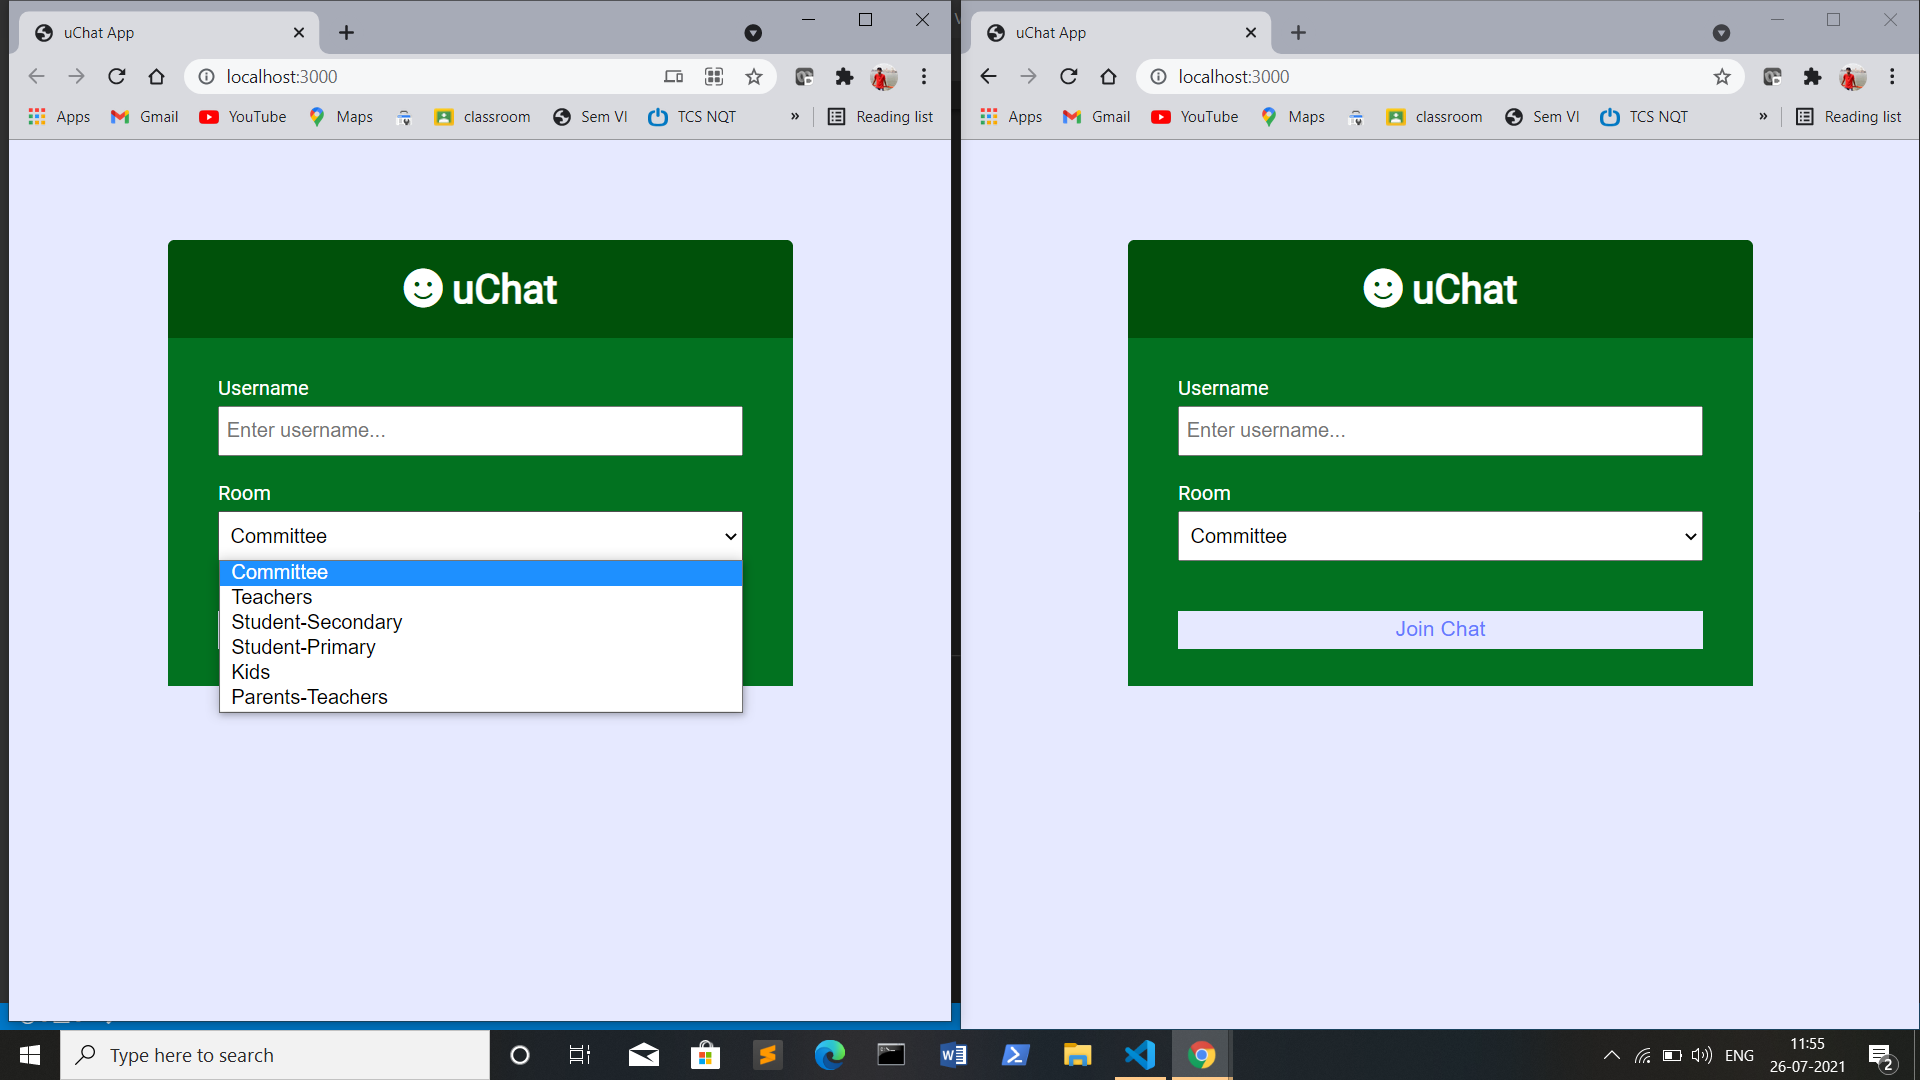 uChat App
localhost:3000
Apps
Gmail
YouTube
Maps
classroom
Sem VI
TCS NQT
»
Reading list
uChat
Username
Enter username...
Room
Committee
Committee
Teachers
Student-Secondary
Student-Primary
Kids
Parents-Teachers
uChat App
localhost:3000
Apps
Gmail
YouTube
Maps
classroom
Sem VI
TCS NQT
»
Reading list
uChat
Username
Enter username...
Room
Committee
Join Chat
Type here to search
ENG
11:55
26-07-2021
2